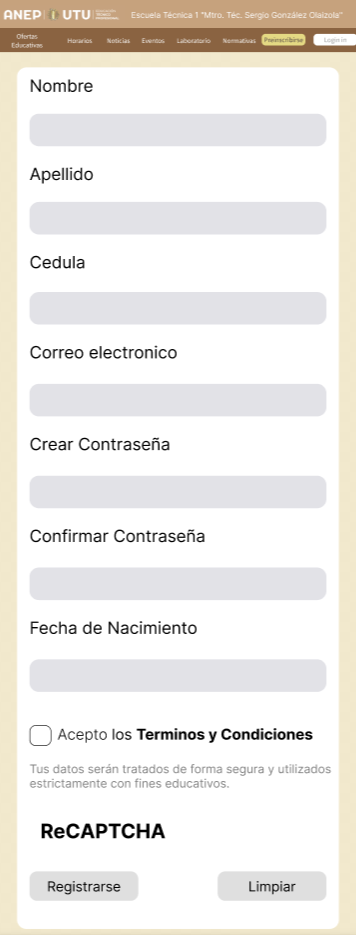 ANEP UTU Escuela Técnica 1 "Mtro. Téc. Sergio González Olaizola"
Ofertas
Educativas
Horarios Noticias Eventos Laboratorio Normativas Preinscribirse Login in
Nombre
Apellido
Cedula
Correo electronico
Crear Contraseña
Confirmar Contraseña
Fecha de Nacimiento
Acepto los Terminos y Condiciones
Tus datos serán tratados de forma segura y utilizados
estrictamente con fines educativos.
ReCAPTCHA
Registrarse Limpiar